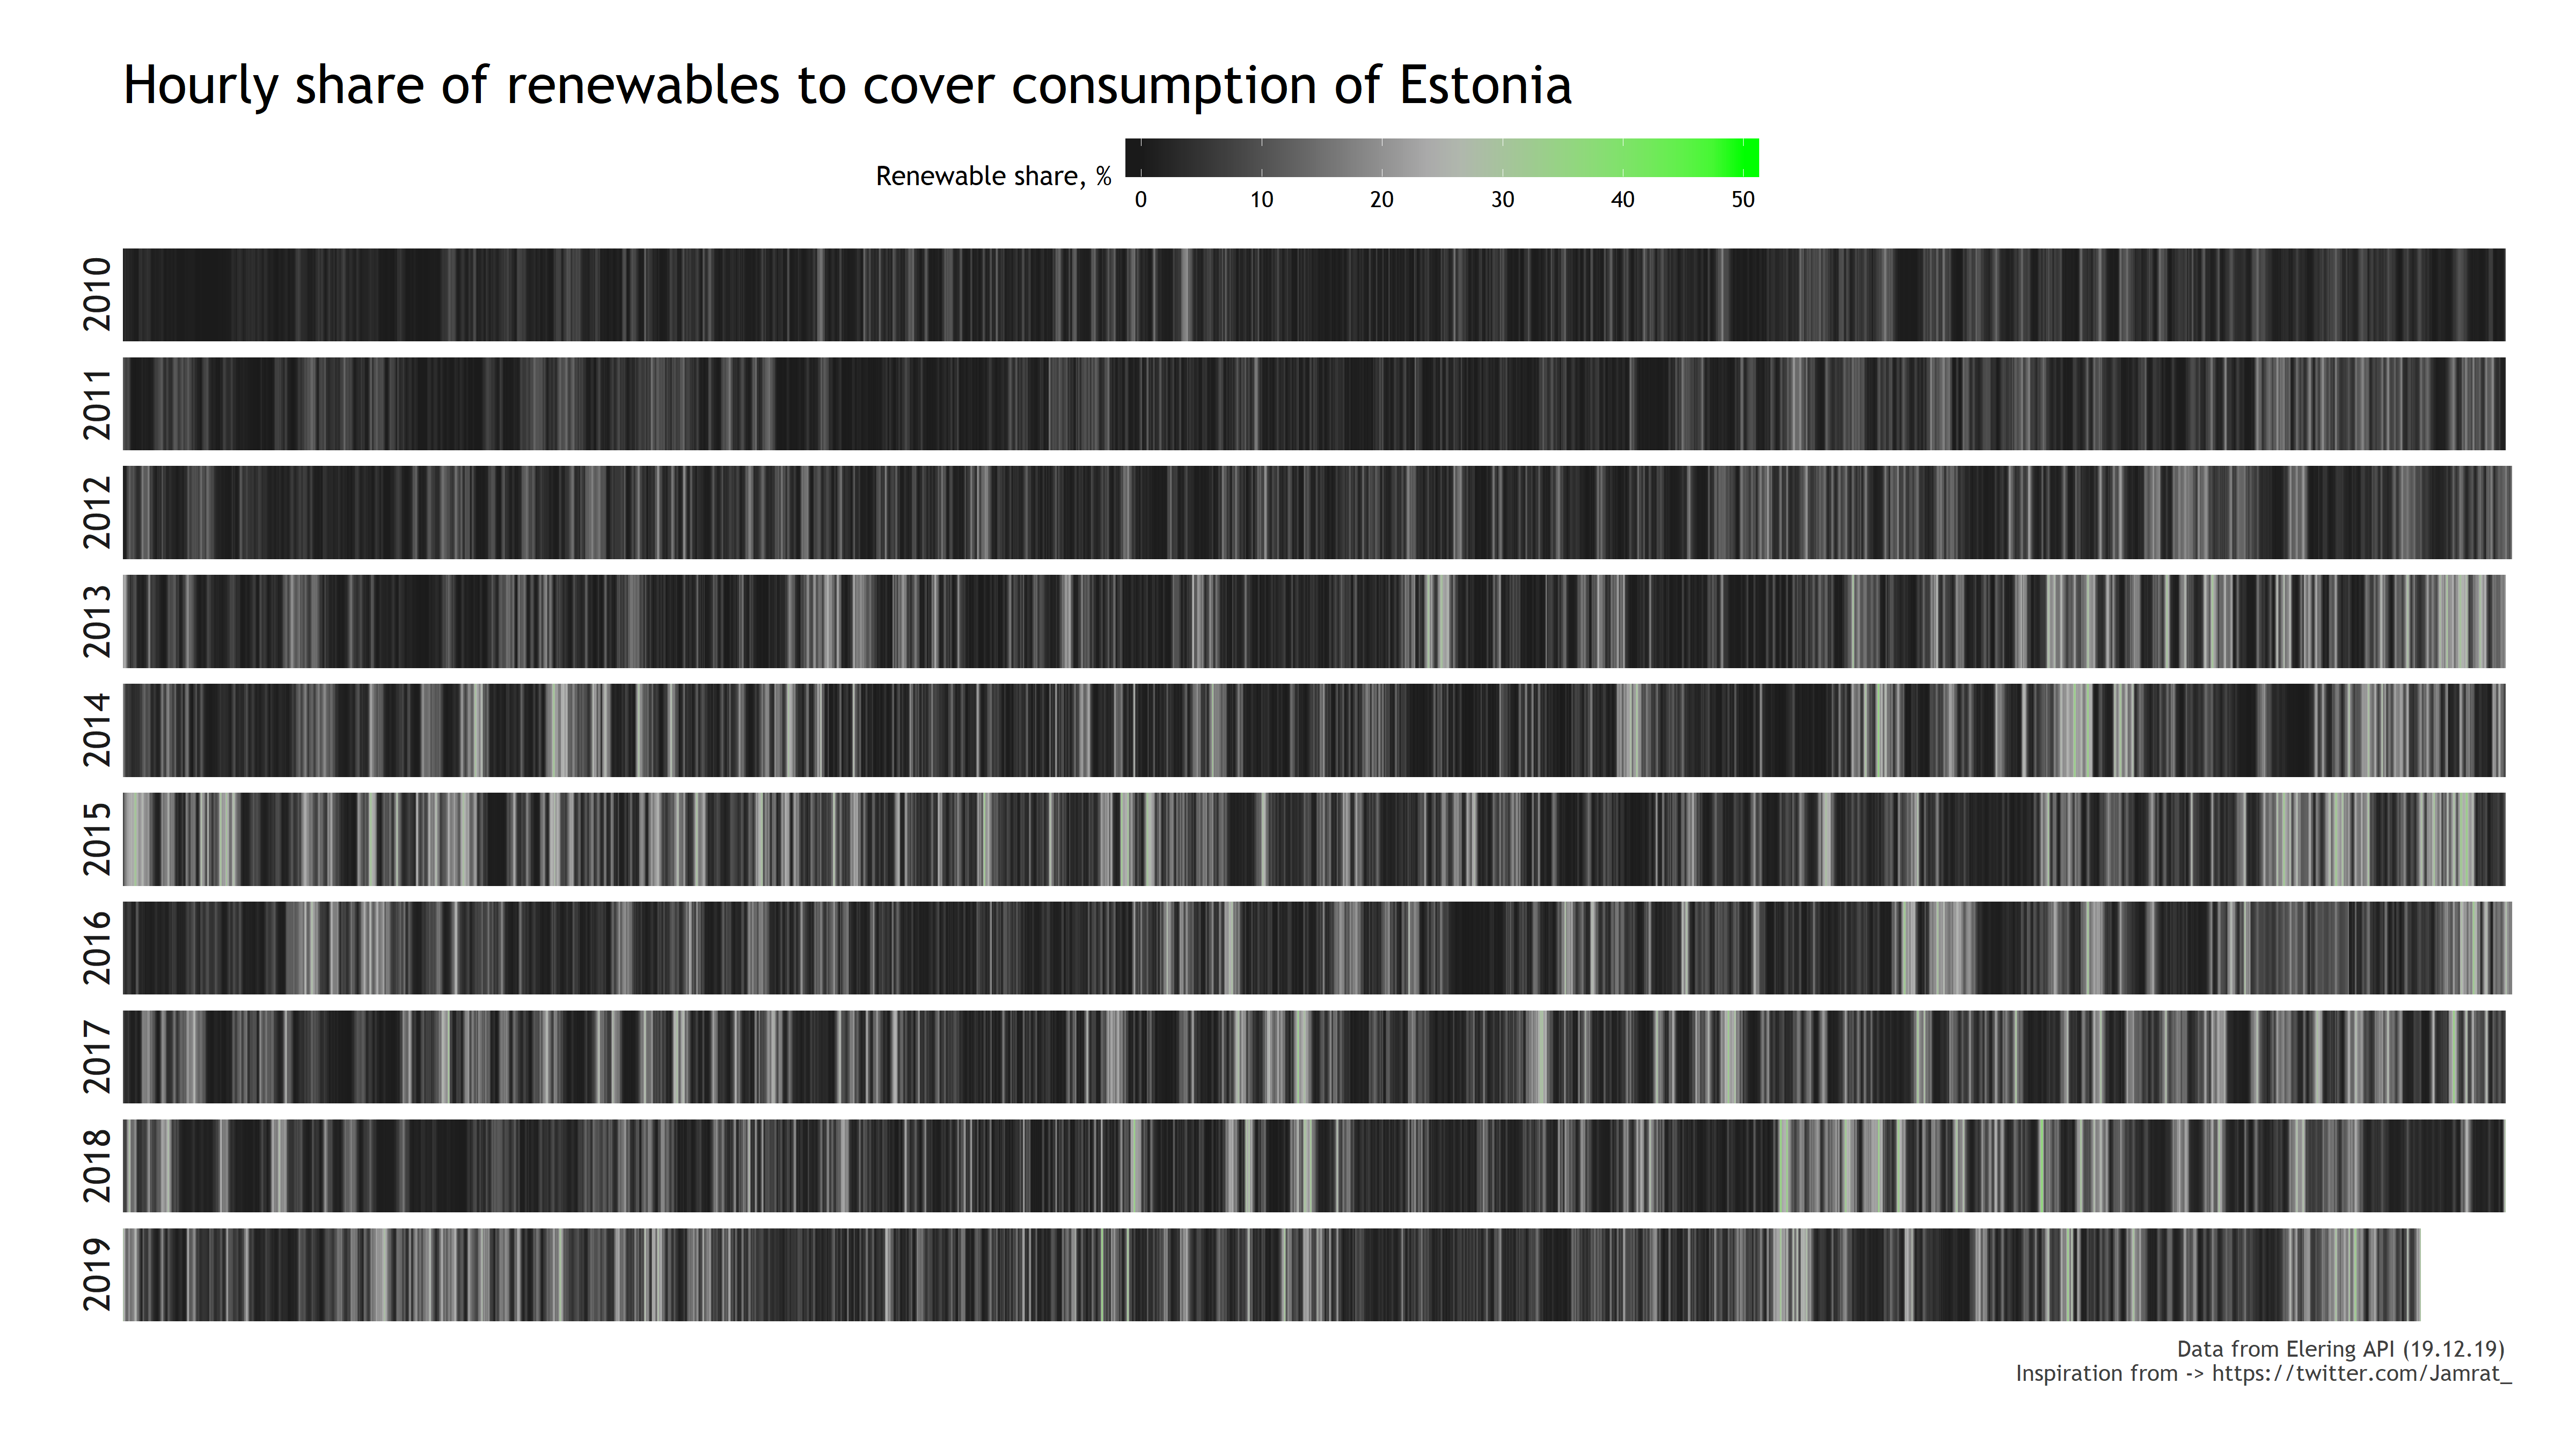 Hourly share of renewables to cover consumption of Estonia
Renewable share, %
0 10 20 30 40 50
2010
2011
2012
2013
2014
2015
2016
2017
2018
2019
Data from Elering API (19.12.19)
Inspiration from -> https://twitter.com/Jamrat_